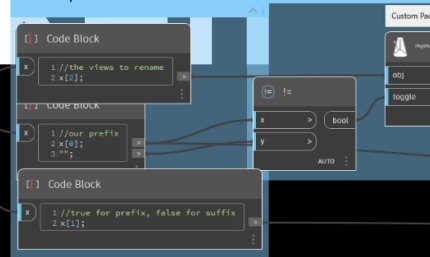 Custom Pac
[ ] Code Block
x
1 //the views to rename
2 x[2];
>
rhyth
obj
toggle
!=
!=
x >
y >
bool
AUTO
[ ] Code Block
x
1 //our prefix
2 x[0];
3 "";
>
>
[ ] Code Block
x
1 //true for prefix, false for suffix
2 x[1];
>